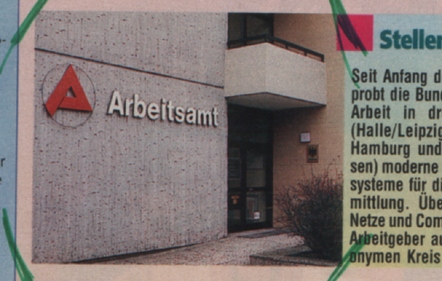 Arbeitsamt
Stellen
Seit Anfang d
probt die Bund
Arbeit in dr
(Halle/Leipzig
Hamburg und
sen) moderne
systeme für di
mittlung. Übe
Netze und Com
Arbeitgeber au
onymen Kreis